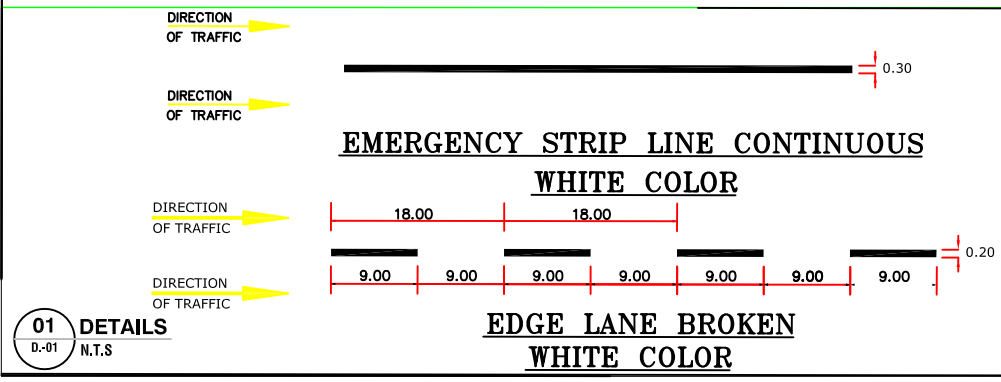 DIRECTION
OF TRAFFIC
0.30
DIRECTION
OF TRAFFIC
EMERGENCY STRIP LINE CONTINUOUS
WHITE COLOR
DIRECTION
OF TRAFFIC
18.00 18.00
0.20
9.00 9.00 9.00 9.00 9.00 9.00 9.00
DIRECTION
OF TRAFFIC
EDGE LANE BROKEN
WHITE COLOR
01 DETAILS
D.-01 N.T.S